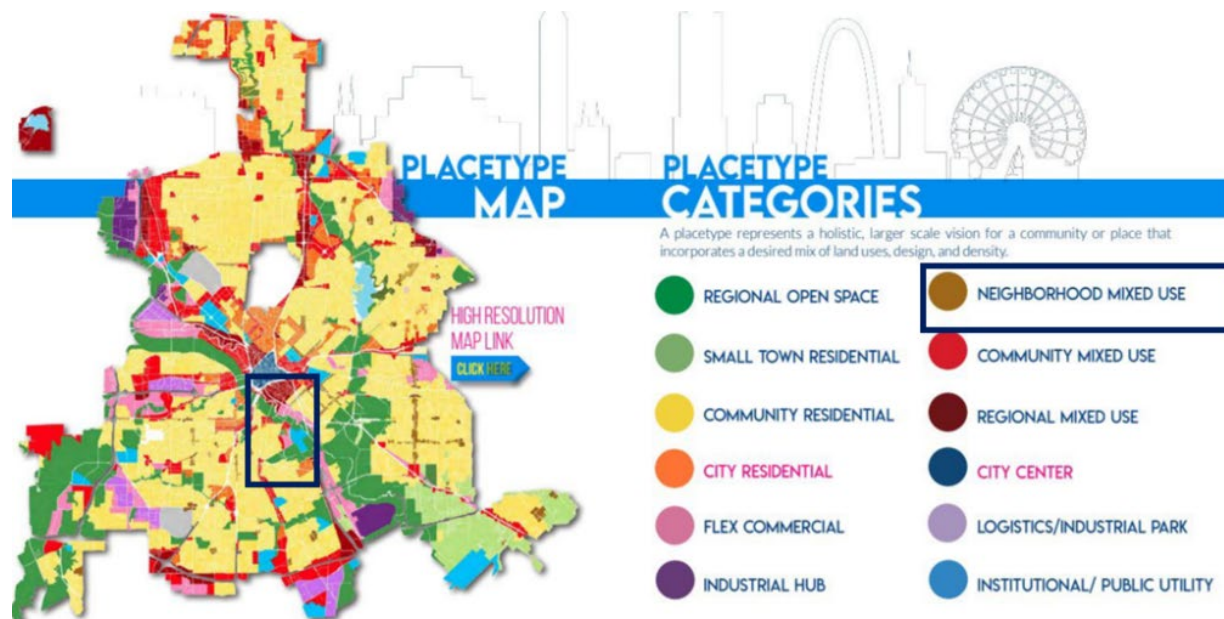 PLACETYPE
MAP
HIGH RESOLUTION
MAP LINK
CLICK HERE
PLACETYPE
CATEGORIES
A placetype represents a holistic, larger scale vision for a community or place that
incorporates a desired mix of land uses, design, and density.
REGIONAL OPEN SPACE
SMALL TOWN RESIDENTIAL
COMMUNITY RESIDENTIAL
CITY RESIDENTIAL
FLEX COMMERCIAL
INDUSTRIAL HUB
NEIGHBORHOOD MIXED USE
COMMUNITY MIXED USE
REGIONAL MIXED USE
CITY CENTER
LOGISTICS/INDUSTRIAL PARK
INSTITUTIONAL/ PUBLIC UTILITY